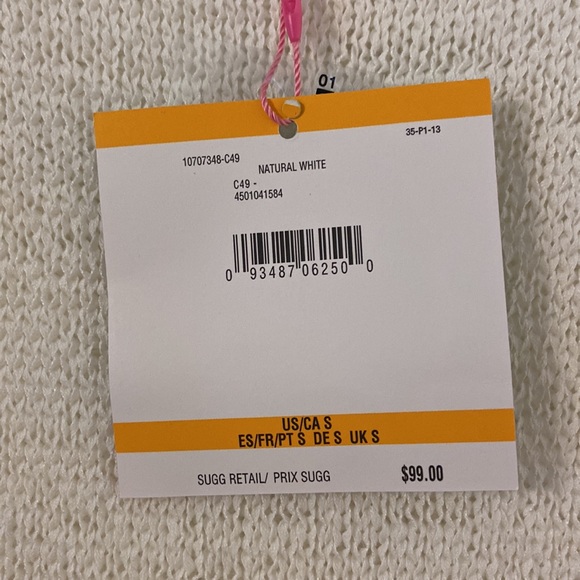 01
35-P1-13
10707348-C49
NATURAL WHITE
C49 -
4501041584
0 93487 06250 0
US/CA S
ES/FR/PT S DE S UK S
SUGG RETAIL/ PRIX SUGG $99.00